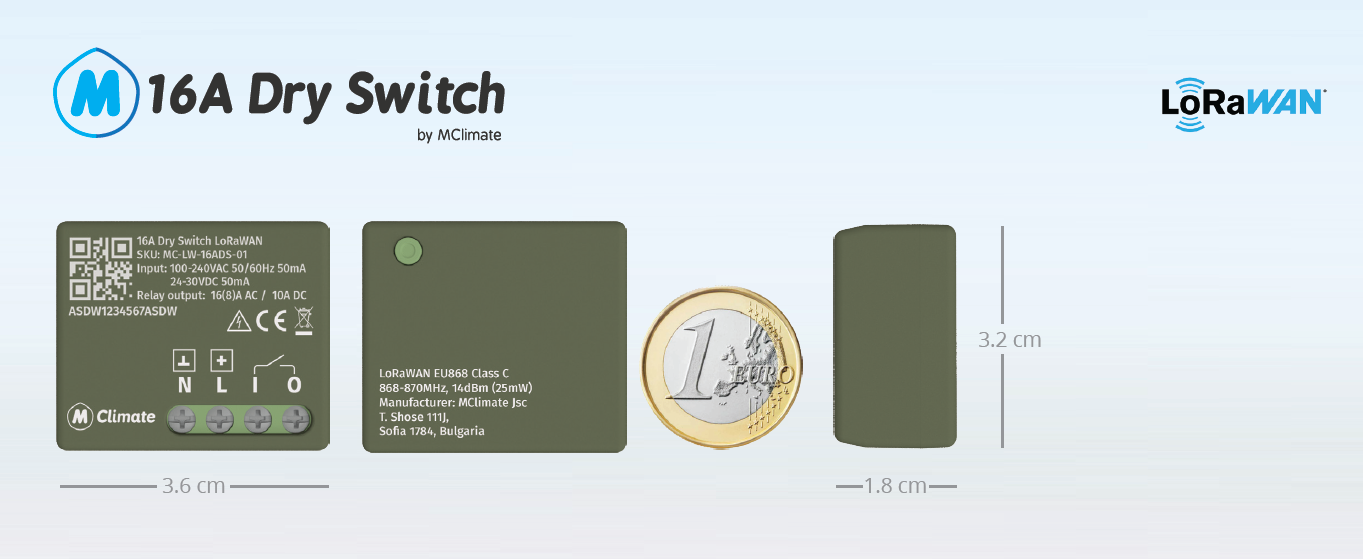 M 16A Dry Switch
by MClimate
LoRaWAN
16A Dry Switch LoRaWAN
SKU: MC-LW-16ADS-01
Input: 100-240VAC 50/60Hz 50mA
24-30VDC 50mA
Relay output: 16(8)A AC / 10A DC
ASDW1234567ASDW
CE
N L I O
M Climate
LoRaWAN EU868 Class C
868-870MHz, 14dBm (25mW)
Manufacturer: MClimate Jsc
T. Shose 111J,
Sofia 1784, Bulgaria
1
EURO
3.2 cm
3.6 cm
1.8 cm